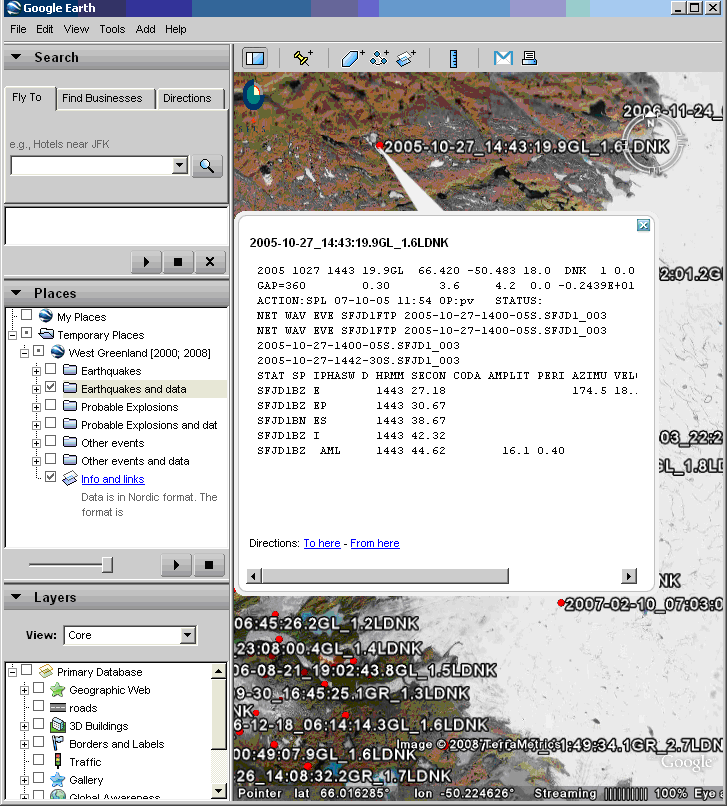 Google Earth
File Edit View Tools Add Help
Search
Fly To Find Businesses Directions
e.g., Hotels near JFK
Places
My Places
Temporary Places
West Greenland [2000; 2008]
Earthquakes
Earthquakes and data
Probable Explosions
Probable Explosions and dat
Other events
Other events and data
Info and links
Data is in Nordic format. The
format is
Layers
View: Core
Primary Database
Geographic Web
roads
3D Buildings
Borders and Labels
Traffic
Gallery
Global Awareness
2006-11-24_
N
2005-10-27_14:43:19.9GL_1.6LDNK
2005-10-27_14:43:19.9GL_1.6LDNK
2005 1027 1443 19.9GL 66.420 -50.483 18.0 DNK 1 0.0
GAP=360 0.30 3.6 4.2 0.0 -0.2439E+01
ACTION:SPL 07-10-05 11:54 OP:pv STATUS:
NET WAV EVE SFJD1FTP 2005-10-27-1400-05S.SFJD1_003
NET WAV EVE SFJD1FTP 2005-10-27-1400-05S.SFJD1_003
2005-10-27-1400-05S.SFJD1_003
2005-10-27-1442-30S.SFJD1_003
STAT SP IPHASW D HRMM SECON CODA AMPLIT PERI AZIMU VELO
SFJD1BZ E 1443 27.18 174.5 18..
SFJD1BZ EP 1443 30.67
SFJD1BN ES 1443 38.67
SFJD1BZ I 1443 42.32
SFJD1BZ AML 1443 44.62 16.1 0.40
Directions: To here - From here
02:01.2G
03_22:2
GL_1.8LD
NK
2007-02-10_07:03:0
06:45:26.2GL_1.2LDNK
23:08:00.4GL_1.4LDNK
06-08-21_19:02:43.8GL_1.5LDNK
9-30_16:45:25.1GR_1.3LDNK
6-12-18_06:14:14.3GL_1.6LDNK
Image © 2008 TerraMetrics
1:49:34.1GR_2.7LDN
00:49:07.9GL_1.6LDNK
Google
26_14:08:32.2GR_1.7LDNK
Pointer lat 66.016285° lon -50.224626° Streaming |||||||||| 100% Eye a